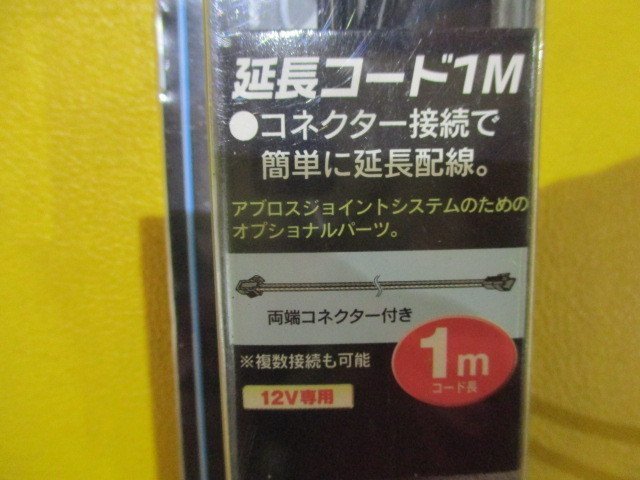 延長コード1M
●コネクター接続で
簡単に延長配線。
アブロスジョイントシステムのための
オプショナルパーツ。
両端コネクター付き
※複数接続も可能
1m
コード長
12V専用